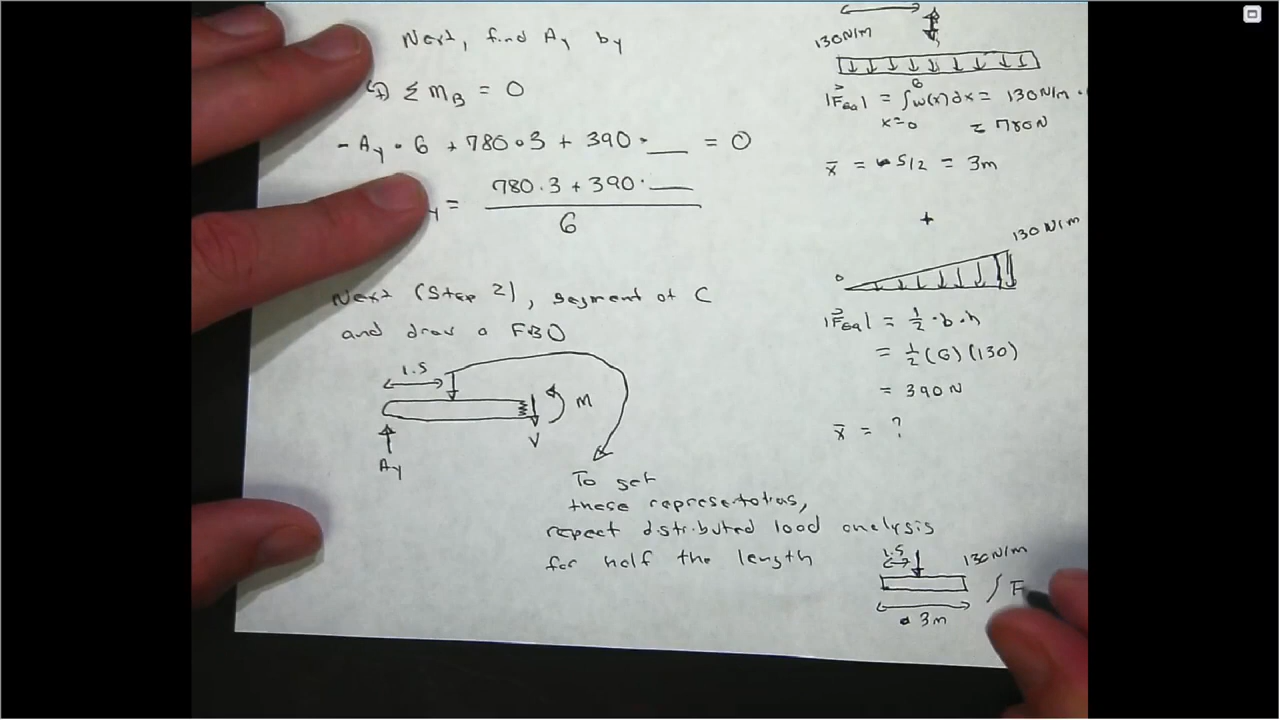 Next, find Ay by
(+) Σ MB = 0
- Ay • 6 + 780 • 3 + 390 • ___ = 0
y = 780 • 3 + 390 • ___
6
Next (Step 2), segment at C
and draw a FBD
1.5
M
V
Ay
To get
these representations,
repeat distributed load analysis
for half the length
130 N/m
|FEQ| = ∫ w(x) dx = 130 N/m •
6
x=0
= 780 N
x̄ = 5/2 = 3m
+
130 N/m
0
|FEQ| = 1/2 • b • h
= 1/2 (6) (130)
= 390 N
x̄ = ?
1.5
130 N/m
/ F
3m